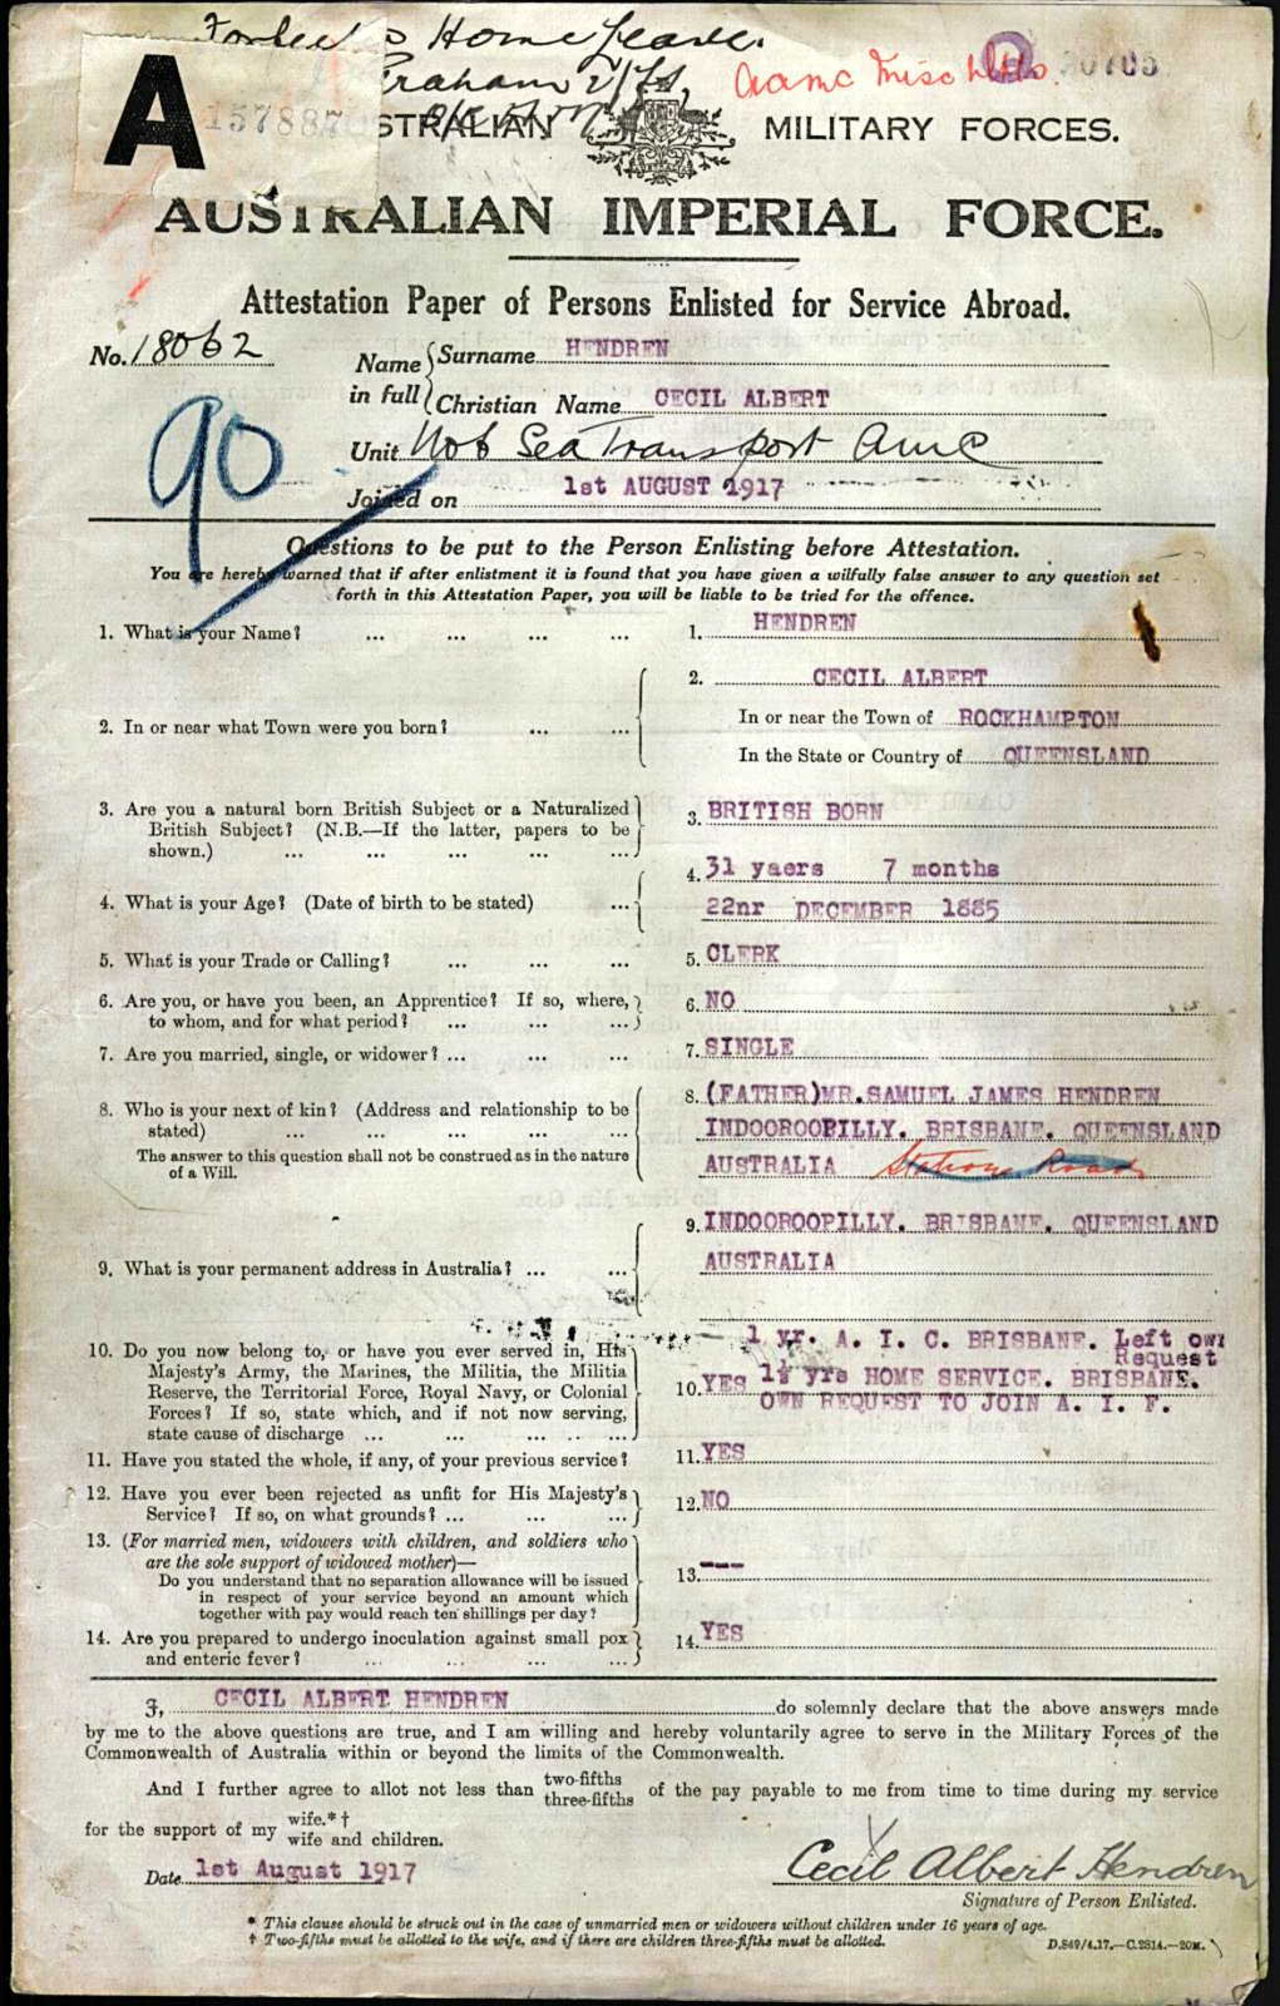 Home Leave.
Graham
Aamc Misc
A
157887
STRALIAN MILITARY FORCES.
AUSTRALIAN IMPERIAL FORCE.
Attestation Paper of Persons Enlisted for Service Abroad.
No. 18062
Name in full
Surname HENDREN
Christian Name CECIL ALBERT
90
Unit No 6 Sea Transport AMC
Joined on 1st AUGUST 1917
Questions to be put to the Person Enlisting before Attestation.
You are hereby warned that if after enlistment it is found that you have given a wilfully false answer to any question set
forth in this Attestation Paper, you will be liable to be tried for the offence.
1. What is your Name? ... ... ... ... 1. HENDREN
2. CECIL ALBERT
2. In or near what Town were you born? ... ... In or near the Town of ROCKHAMPTON
In the State or Country of QUEENSLAND
3. Are you a natural born British Subject or a Naturalized
British Subject? (N.B.—If the latter, papers to be
shown.) ... ... ... ... ...
3. BRITISH BORN
4. What is your Age? (Date of birth to be stated) ...
4. 31 yaers 7 months
22nr DECEMBER 1885
5. What is your Trade or Calling? ... ... ... 5. CLERK
6. Are you, or have you been, an Apprentice? If so, where,
to whom, and for what period? ... ... ...
6. NO
7. Are you married, single, or widower? ... ... ... 7. SINGLE
8. Who is your next of kin? (Address and relationship to be
stated) ... ... ... ... ...
The answer to this question shall not be construed as in the nature
of a Will.
8. (FATHER)MR.SAMUEL JAMES HENDREN
INDOOROOPILLY. BRISBANE. QUEENSLAND
AUSTRALIA Stations Road
9. What is your permanent address in Australia? ... ...
9. INDOOROOPILLY. BRISBANE. QUEENSLAND
AUSTRALIA
10. Do you now belong to, or have you ever served in, His
Majesty's Army, the Marines, the Militia, the Militia
Reserve, the Territorial Force, Royal Navy, or Colonial
Forces? If so, state which, and if not now serving,
state cause of discharge ... ... ... .. ...
1 yr. A. I. C. BRISBANE. Left own
Request
10. YES 1½ yrs HOME SERVICE. BRISBANE.
OWN REQUEST TO JOIN A. I. F.
11. Have you stated the whole, if any, of your previous service? 11. YES
12. Have you ever been rejected as unfit for His Majesty's
Service? If so, on what grounds? ... ... ...
12. NO
13. (For married men, widowers with children, and soldiers who
are the sole support of widowed mother)—
Do you understand that no separation allowance will be issued
in respect of your service beyond an amount which
together with pay would reach ten shillings per day?
13. ---
14. Are you prepared to undergo inoculation against small pox
and enteric fever? ... ... ... ...
14. YES
I, CECIL ALBERT HENDREN do solemnly declare that the above answers made
by me to the above questions are true, and I am willing and hereby voluntarily agree to serve in the Military Forces of the
Commonwealth of Australia within or beyond the limits of the Commonwealth.
And I further agree to allot not less than two-fifths three-fifths of the pay payable to me from time to time during my service
for the support of my wife.*† wife and children.
Date 1st August 1917
Cecil Albert Hendren
Signature of Person Enlisted.
* This clause should be struck out in the case of unmarried men or widowers without children under 16 years of age.
† Two-fifths must be allotted to the wife, and if there are children three-fifths must be allotted.
D.849/4.17.—C.2814.—20M.